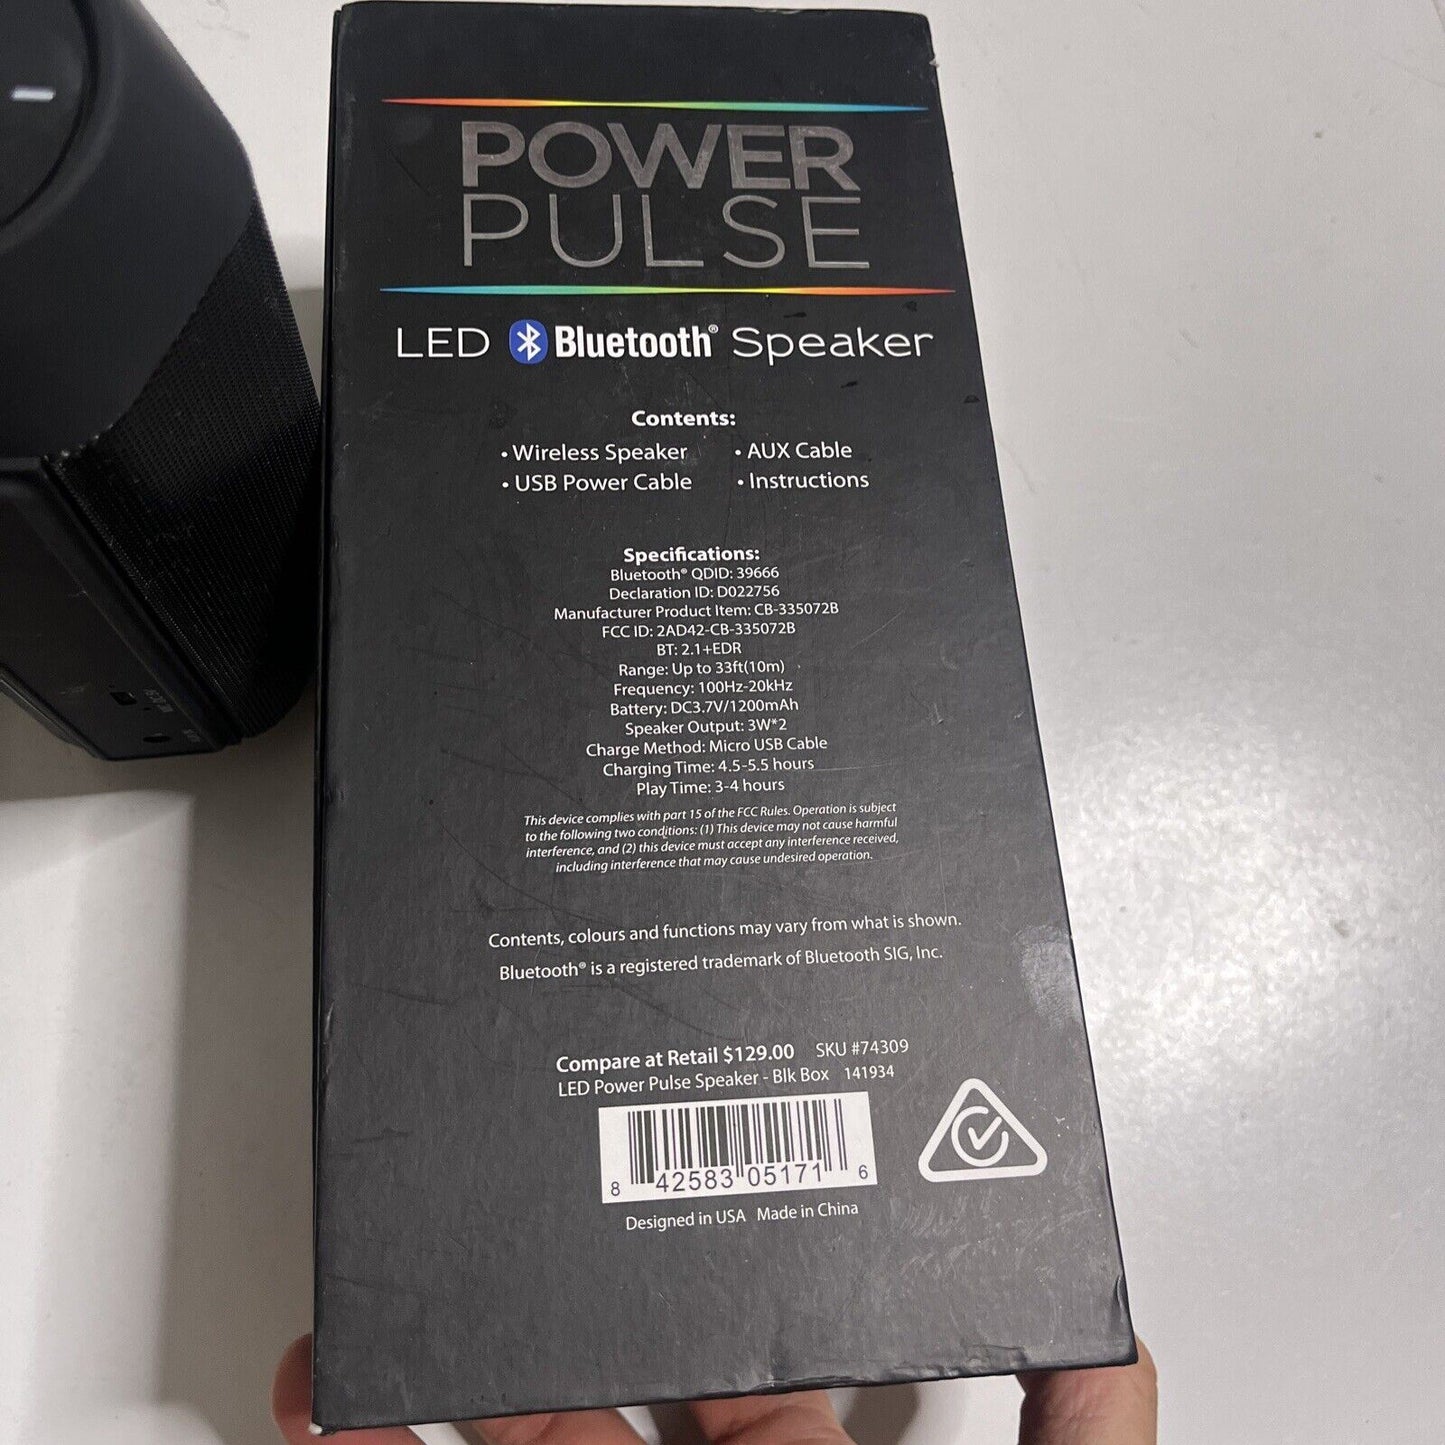 POWER
PULSE
LED Bluetooth® Speaker
Contents:
• Wireless Speaker • AUX Cable
• USB Power Cable • Instructions
Specifications:
Bluetooth® QDID: 39666
Declaration ID: D022756
Manufacturer Product Item: CB-335072B
FCC ID: 2AD42-CB-335072B
BT: 2.1+EDR
Range: Up to 33ft(10m)
Frequency: 100Hz-20kHz
Battery: DC3.7V/1200mAh
Speaker Output: 3W*2
Charge Method: Micro USB Cable
Charging Time: 4.5-5.5 hours
Play Time: 3-4 hours
This device complies with part 15 of the FCC Rules. Operation is subject
to the following two conditions: (1) This device may not cause harmful
interference, and (2) this device must accept any interference received,
including interference that may cause undesired operation.
Contents, colours and functions may vary from what is shown.
Bluetooth® is a registered trademark of Bluetooth SIG, Inc.
Compare at Retail $129.00 SKU #74309
LED Power Pulse Speaker - Blk Box 141934
8 42583 05171 6
Designed in USA Made in China